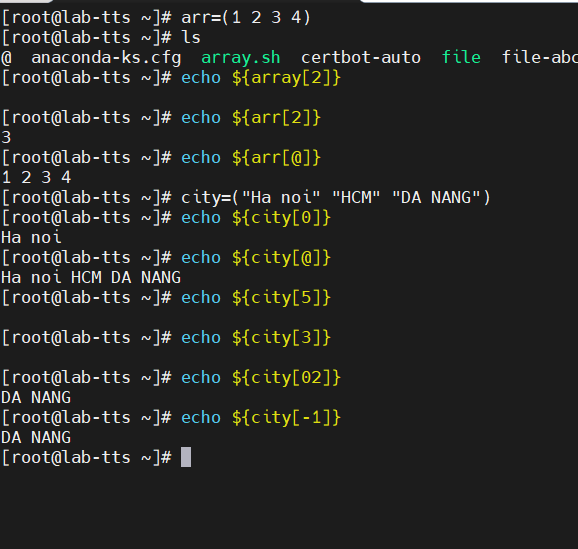 [root@lab-tts ~]# arr=(1 2 3 4)
[root@lab-tts ~]# ls
@  anaconda-ks.cfg  array.sh  certbot-auto  file  file-abc
[root@lab-tts ~]# echo ${array[2]}

[root@lab-tts ~]# echo ${arr[2]}
3
[root@lab-tts ~]# echo ${arr[@]}
1 2 3 4
[root@lab-tts ~]# city=("Ha noi" "HCM" "DA NANG")
[root@lab-tts ~]# echo ${city[0]}
Ha noi
[root@lab-tts ~]# echo ${city[@]}
Ha noi HCM DA NANG
[root@lab-tts ~]# echo ${city[5]}

[root@lab-tts ~]# echo ${city[3]}

[root@lab-tts ~]# echo ${city[02]}
DA NANG
[root@lab-tts ~]# echo ${city[-1]}
DA NANG
[root@lab-tts ~]#